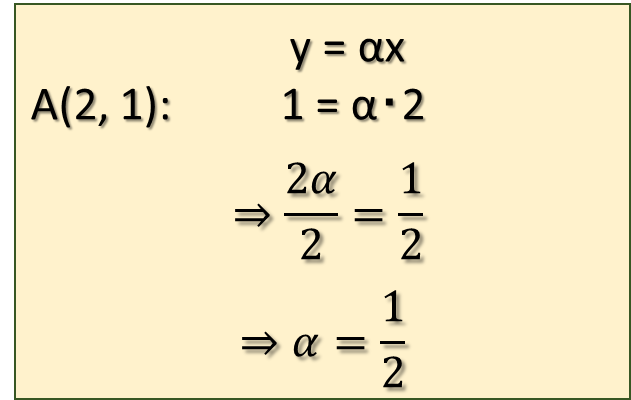 y = αx
A(2, 1): 1 = α · 2
⇒ 2α/2 = 1/2
⇒ α = 1/2